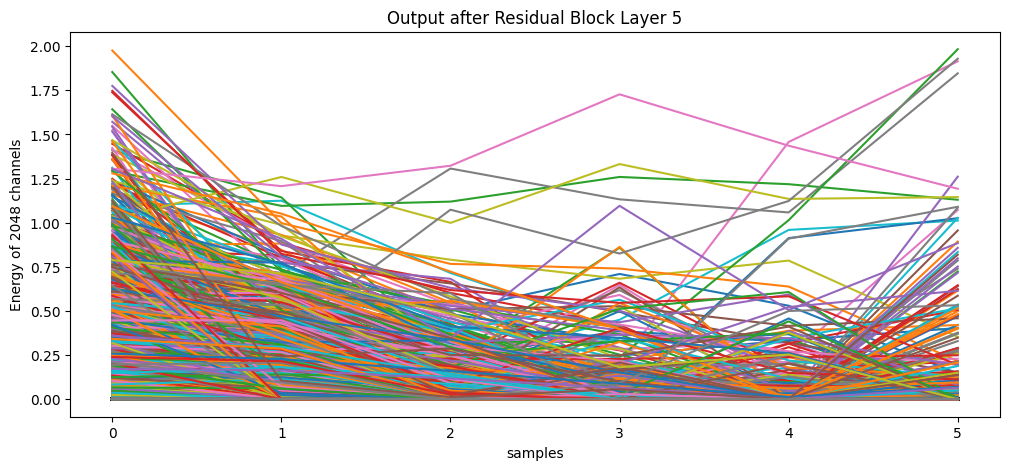 Output after Residual Block Layer 5
2.00
1.75
1.50
1.25
1.00
0.75
0.50
0.25
0.00
Energy of 2048 channels
0 1 2 3 4 5
samples